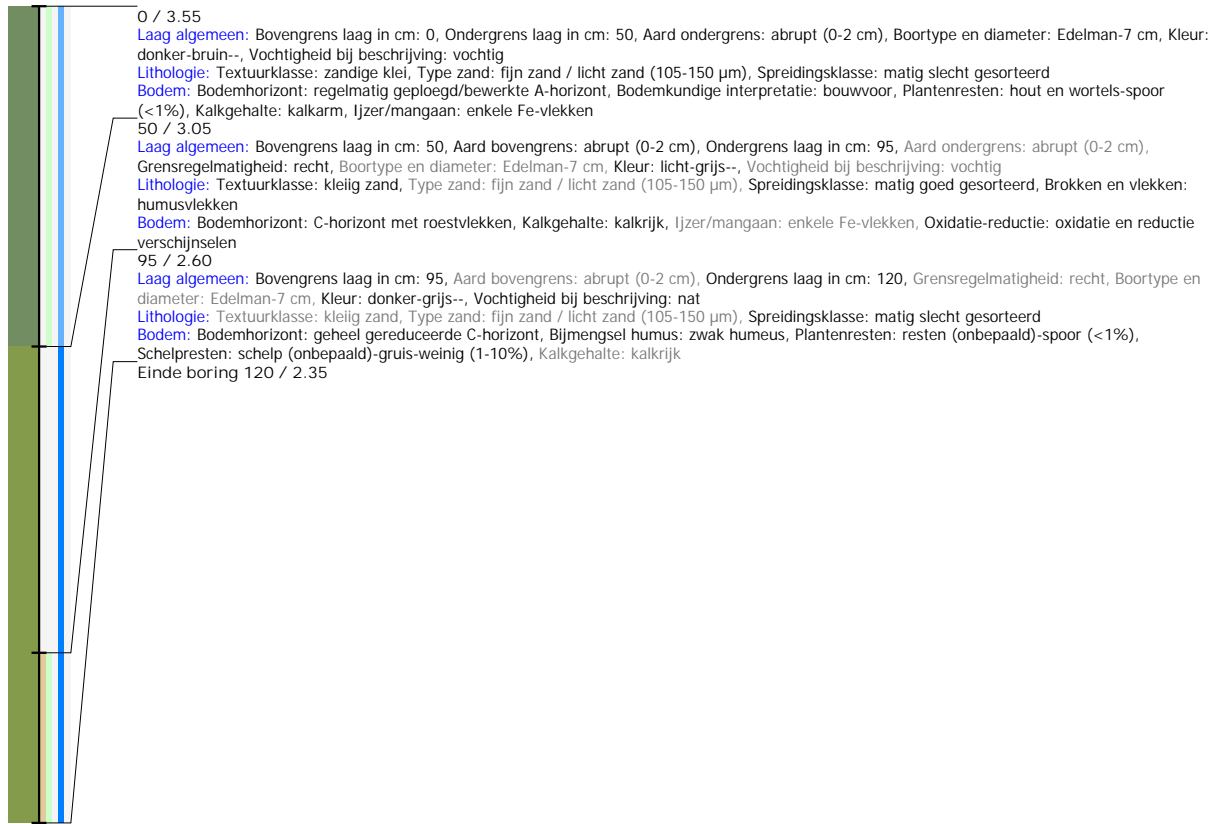 0 / 3.55
Laag algemeen: Bovengrens laag in cm: 0, Ondergrens laag in cm: 50, Aard ondergrens: abrupt (0-2 cm), Boortype en diameter: Edelman-7 cm, Kleur:
donker-bruin--, Vochtigheid bij beschrijving: vochtig
Lithologie: Textuurklasse: zandige klei, Type zand: fijn zand / licht zand (105-150 µm), Spreidingsklasse: matig slecht gesorteerd
Bodem: Bodemhorizont: regelmatig geploegd/bewerkte A-horizont, Bodemkundige interpretatie: bouwvoor, Plantenresten: hout en wortels-spoor
(<1%), Kalkgehalte: kalkarm, Ijzer/mangaan: enkele Fe-vlekken
50 / 3.05
Laag algemeen: Bovengrens laag in cm: 50, Aard bovengrens: abrupt (0-2 cm), Ondergrens laag in cm: 95, Aard ondergrens: abrupt (0-2 cm),
Grensregelmatigheid: recht, Boortype en diameter: Edelman-7 cm, Kleur: licht-grijs--, Vochtigheid bij beschrijving: vochtig
Lithologie: Textuurklasse: kleiig zand, Type zand: fijn zand / licht zand (105-150 µm), Spreidingsklasse: matig goed gesorteerd, Brokken en vlekken:
humusvlekken
Bodem: Bodemhorizont: C-horizont met roestvlekken, Kalkgehalte: kalkrijk, Ijzer/mangaan: enkele Fe-vlekken, Oxidatie-reductie: oxidatie en reductie
verschijnselen
95 / 2.60
Laag algemeen: Bovengrens laag in cm: 95, Aard bovengrens: abrupt (0-2 cm), Ondergrens laag in cm: 120, Grensregelmatigheid: recht, Boortype en
diameter: Edelman-7 cm, Kleur: donker-grijs--, Vochtigheid bij beschrijving: nat
Lithologie: Textuurklasse: kleiig zand, Type zand: fijn zand / licht zand (105-150 µm), Spreidingsklasse: matig slecht gesorteerd
Bodem: Bodemhorizont: geheel gereduceerde C-horizont, Bijmengsel humus: zwak humeus, Plantenresten: resten (onbepaald)-spoor (<1%),
Schelpresten: schelp (onbepaald)-gruis-weinig (1-10%), Kalkgehalte: kalkrijk
Einde boring 120 / 2.35